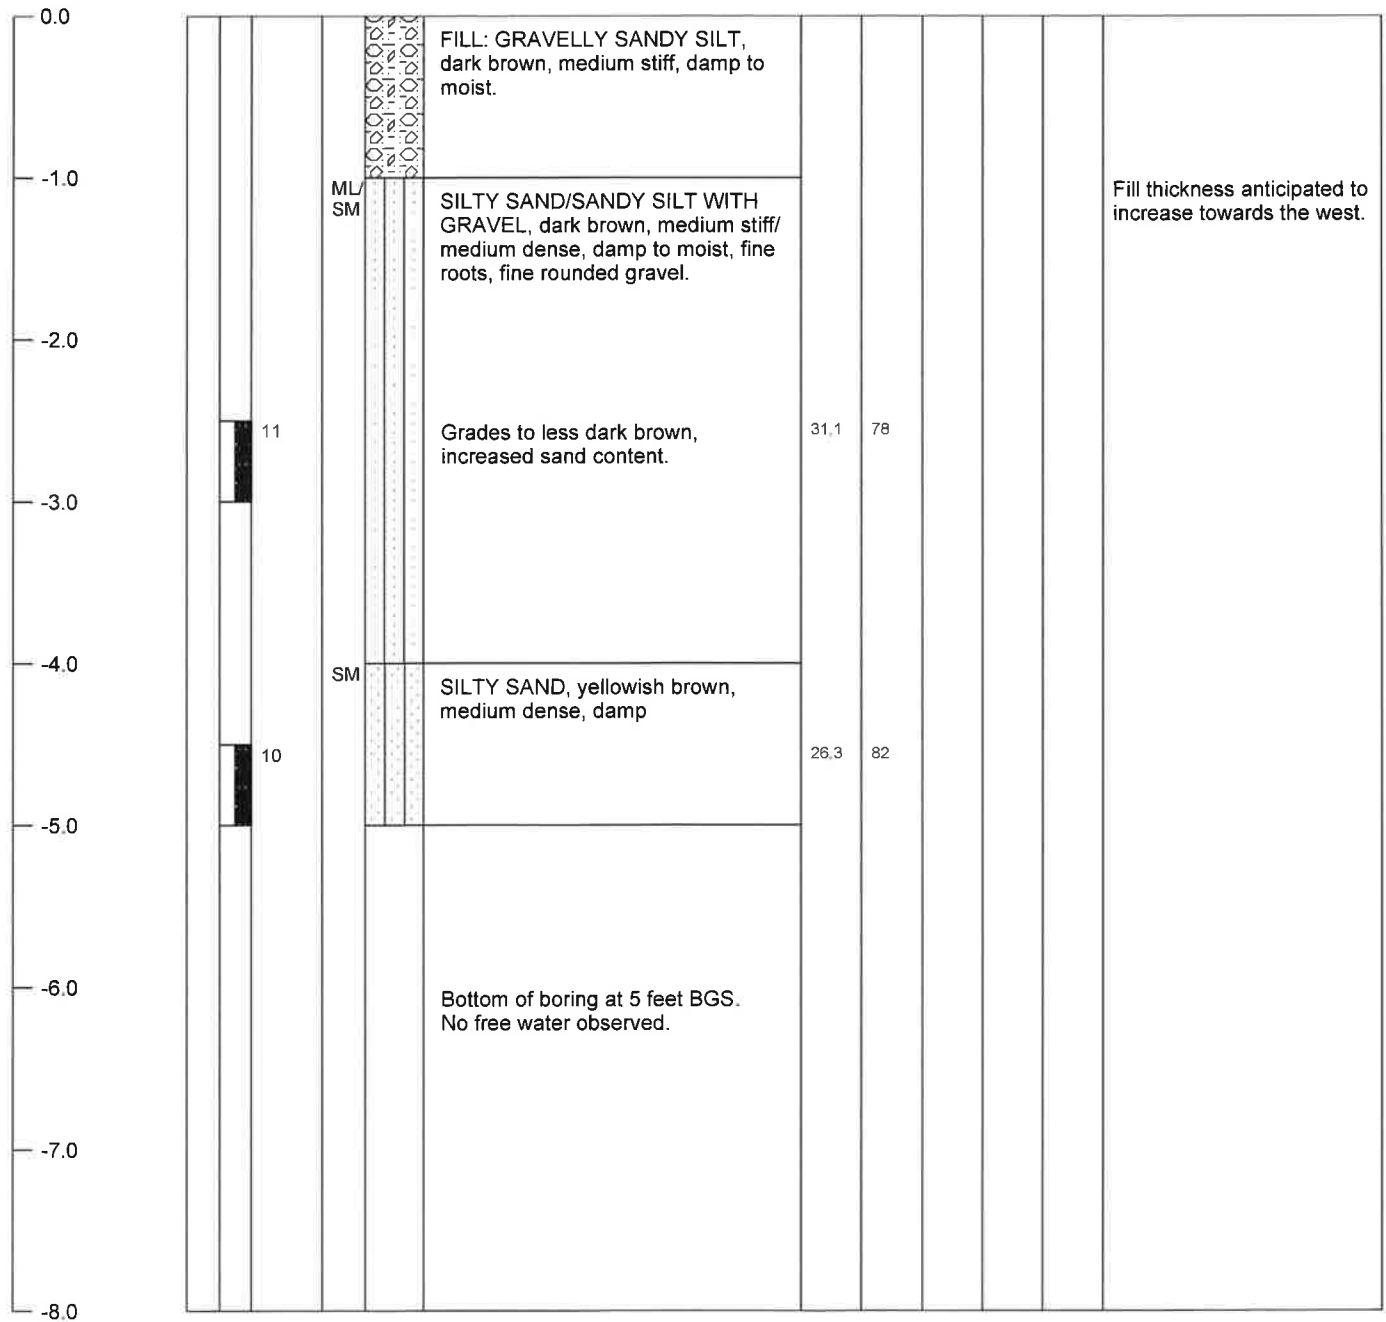 0.0
FILL: GRAVELLY SANDY SILT,
dark brown, medium stiff, damp to
moist.
-1.0
ML/
SM
SILTY SAND/SANDY SILT WITH
GRAVEL, dark brown, medium stiff/
medium dense, damp to moist, fine
roots, fine rounded gravel.
Fill thickness anticipated to
increase towards the west.
-2.0
11
Grades to less dark brown,
increased sand content.
31.1
78
-3.0
-4.0
SM
SILTY SAND, yellowish brown,
medium dense, damp
10
26.3
82
-5.0
-6.0
Bottom of boring at 5 feet BGS.
No free water observed.
-7.0
-8.0